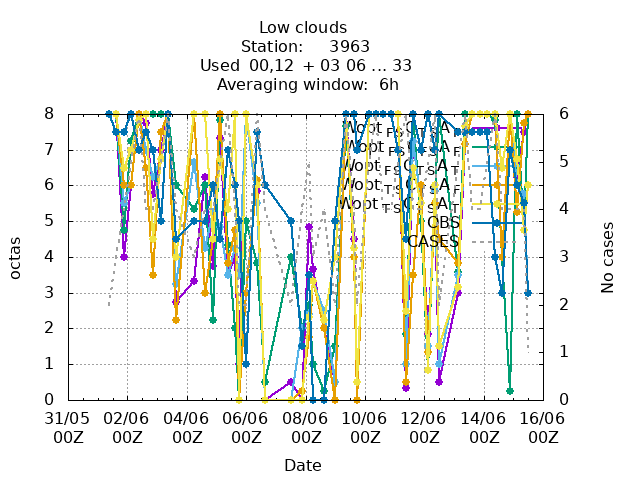 Low clouds
Station: 3963
Used 00,12 + 03 06 ... 33
Averaging window: 6h
octas
8
7
6
5
4
3
2
1
0
6
5
4
3
2
1
0
No cases
OBS
CASES
31/05 02/06 04/06 06/06 08/06 10/06 12/06 14/06 16/06
00Z 00Z 00Z 00Z 00Z 00Z 00Z 00Z 00Z
Date